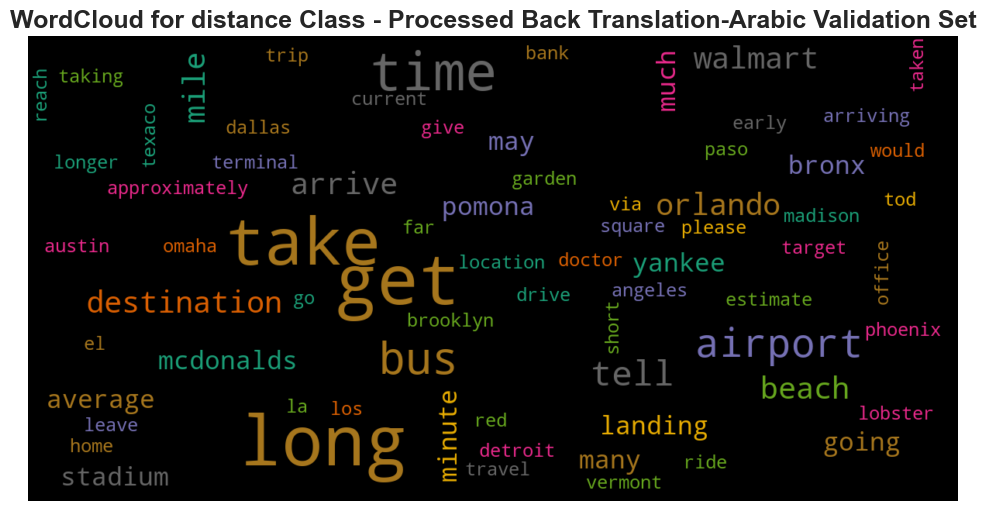 WordCloud for distance Class - Processed Back Translation-Arabic Validation Set
reach
taking
texaco
mile
trip
time
current
bank
much
walmart
taken
longer
terminal
dallas
give
may
early
arriving
paso
bronx
would
approximately
arrive
garden
pomona
via
orlando
madison
tod
square
please
austin
omaha
take
far
location
doctor
yankee
target
office
destination
go
get
drive
angeles
estimate
brooklyn
short
phoenix
el
mcdonalds
bus
tell
airport
beach
average
leave
la
los
long
minute
red
landing
lobster
home
stadium
detroit
travel
many
ride
going
vermont